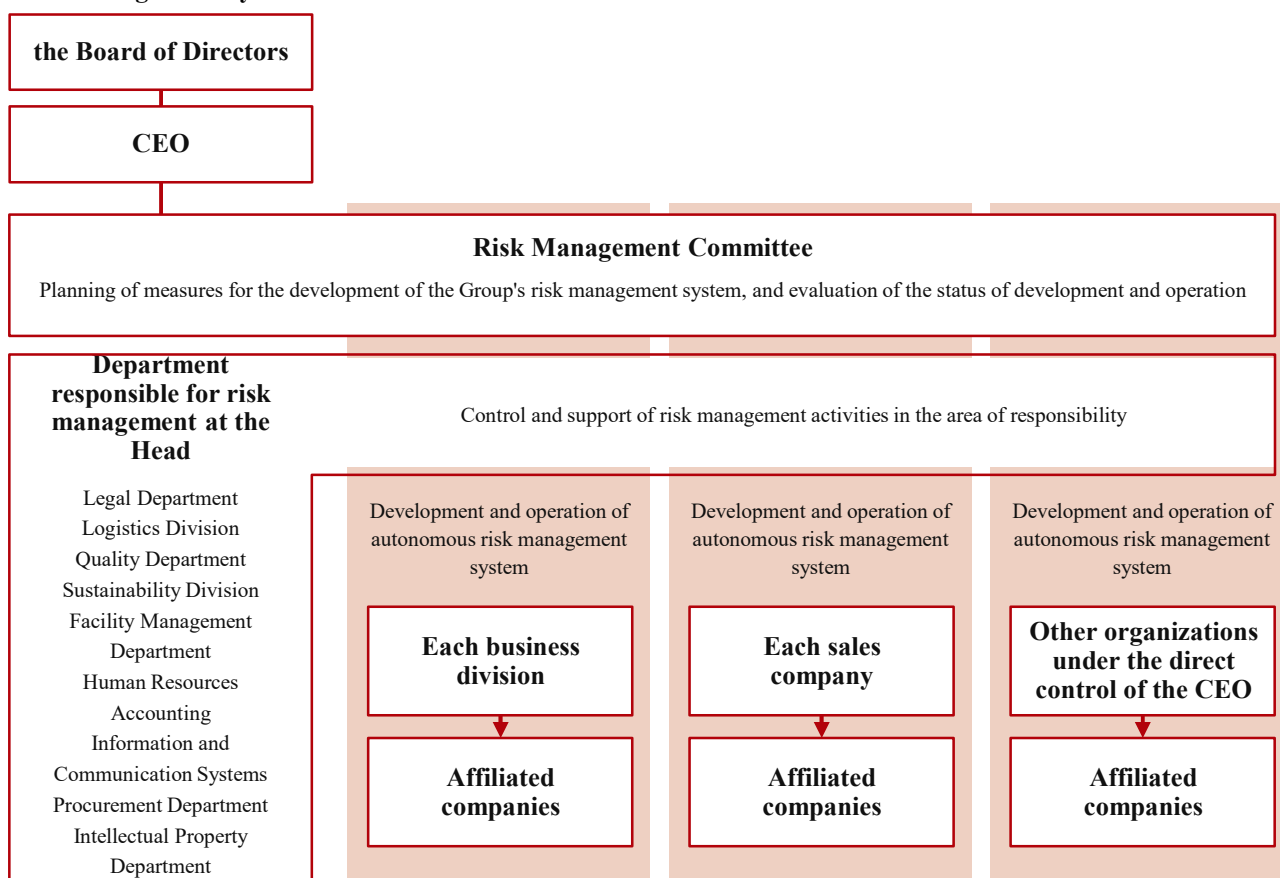 the Board of Directors
CEO
Risk Management Committee
Planning of measures for the development of the Group's risk management system, and evaluation of the status of development and operation
Department
responsible for risk
management at the
Head
Control and support of risk management activities in the area of responsibility
Legal Department
Logistics Division
Quality Department
Sustainability Division
Facility Management
Department
Human Resources
Accounting
Information and
Communication Systems
Procurement Department
Intellectual Property
Department
Development and operation of
autonomous risk management
system
Each business
division
Affiliated
companies
Development and operation of
autonomous risk management
system
Each sales
company
Affiliated
companies
Development and operation of
autonomous risk management
system
Other organizations
under the direct
control of the CEO
Affiliated
companies